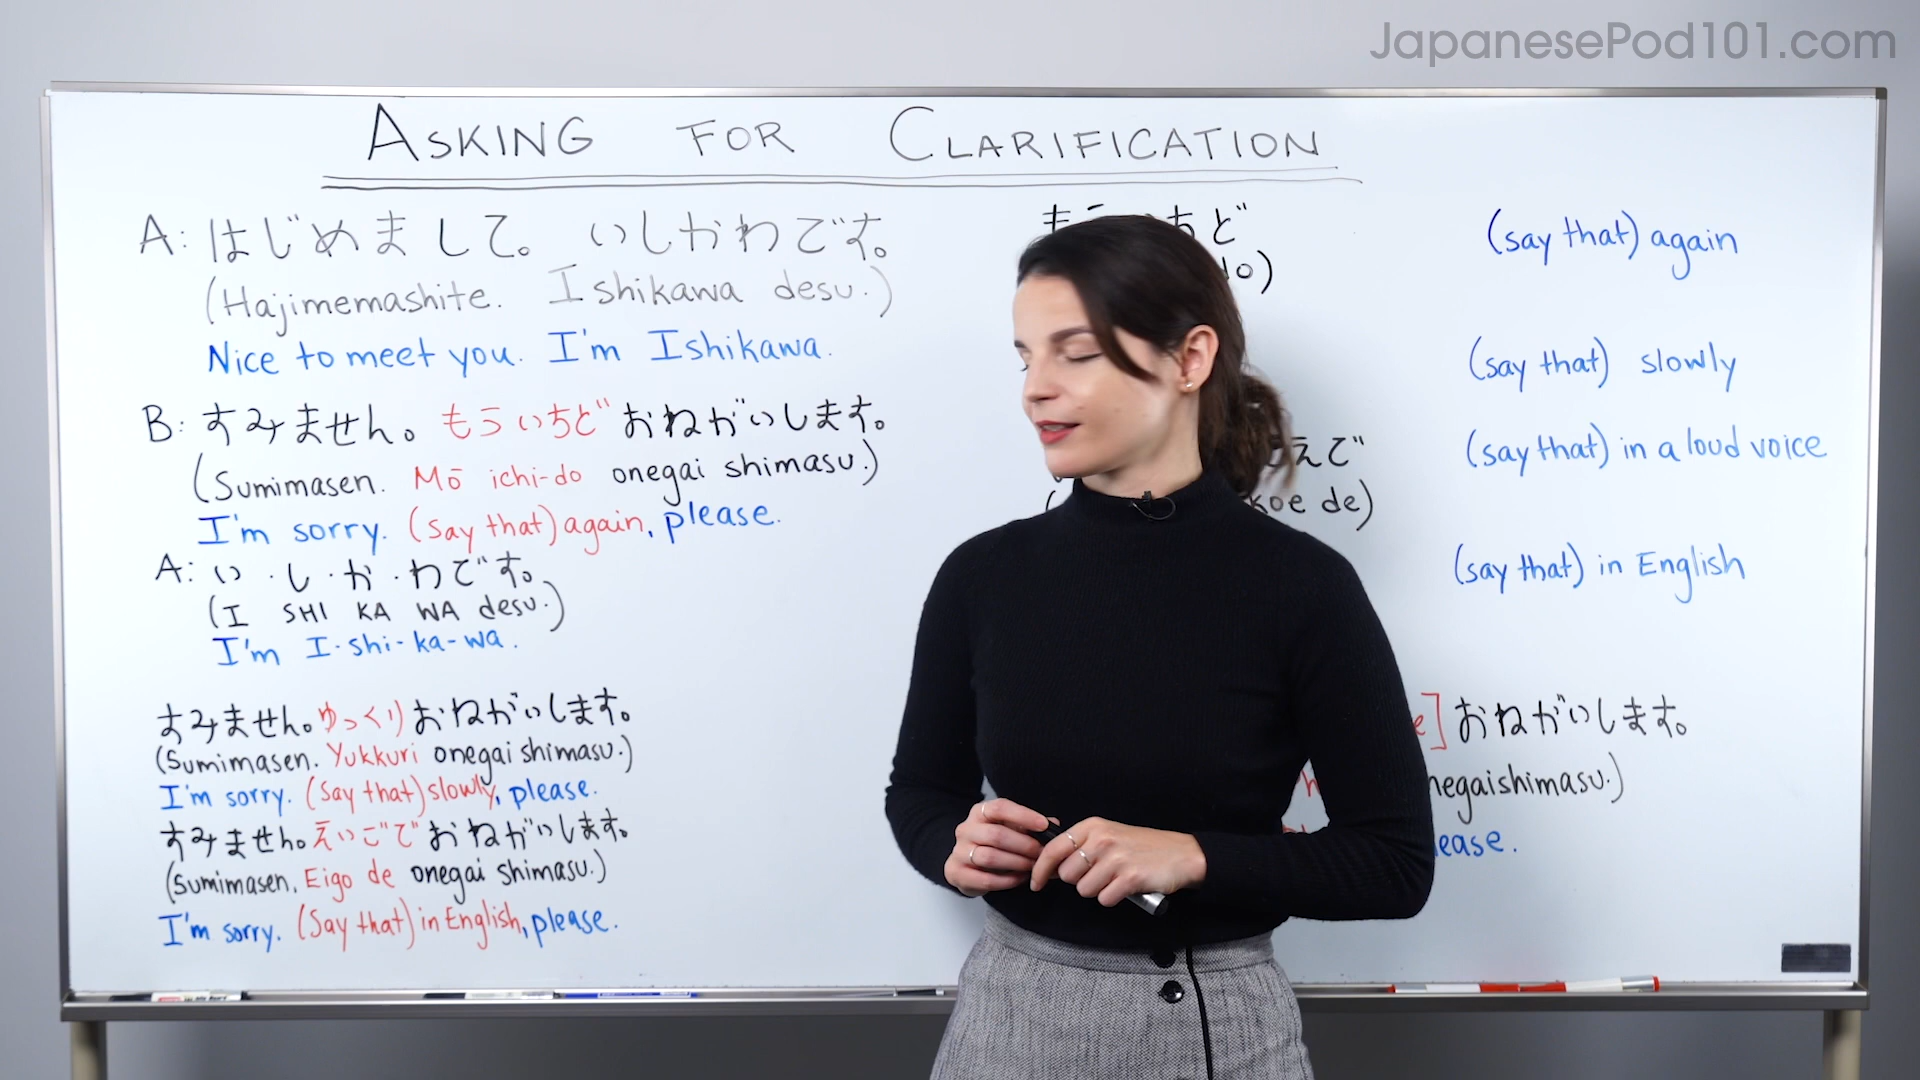 JapanesePod101.com
ASKING FOR CLARIFICATION
A: はじめまして。 いしかわです。
(Hajimemashite. Ishikawa desu.)
Nice to meet you. I'm Ishikawa.
B: すみません。もういちど おねがいします。
(Sumimasen. Mō ichi-do onegai shimasu.)
I'm sorry. (say that) again, please.
A: い・し・か・わです。
(I SHI KA WA desu.)
I'm I-shi-ka-wa.
すみません。ゆっくり おねがいします。
(Sumimasen. Yukkuri onegai shimasu.)
I'm sorry. (Say that) slowly, please.
すみません。えいごで おねがいします。
(Sumimasen. Eigo de onegai shimasu.)
I'm sorry. (Say that) in English, please.
ちど
do)
えで
koe de)
(say that) again
(say that) slowly
(say that) in a loud voice
(say that) in English
e] おねがいします。
negaishimasu.)
ease.